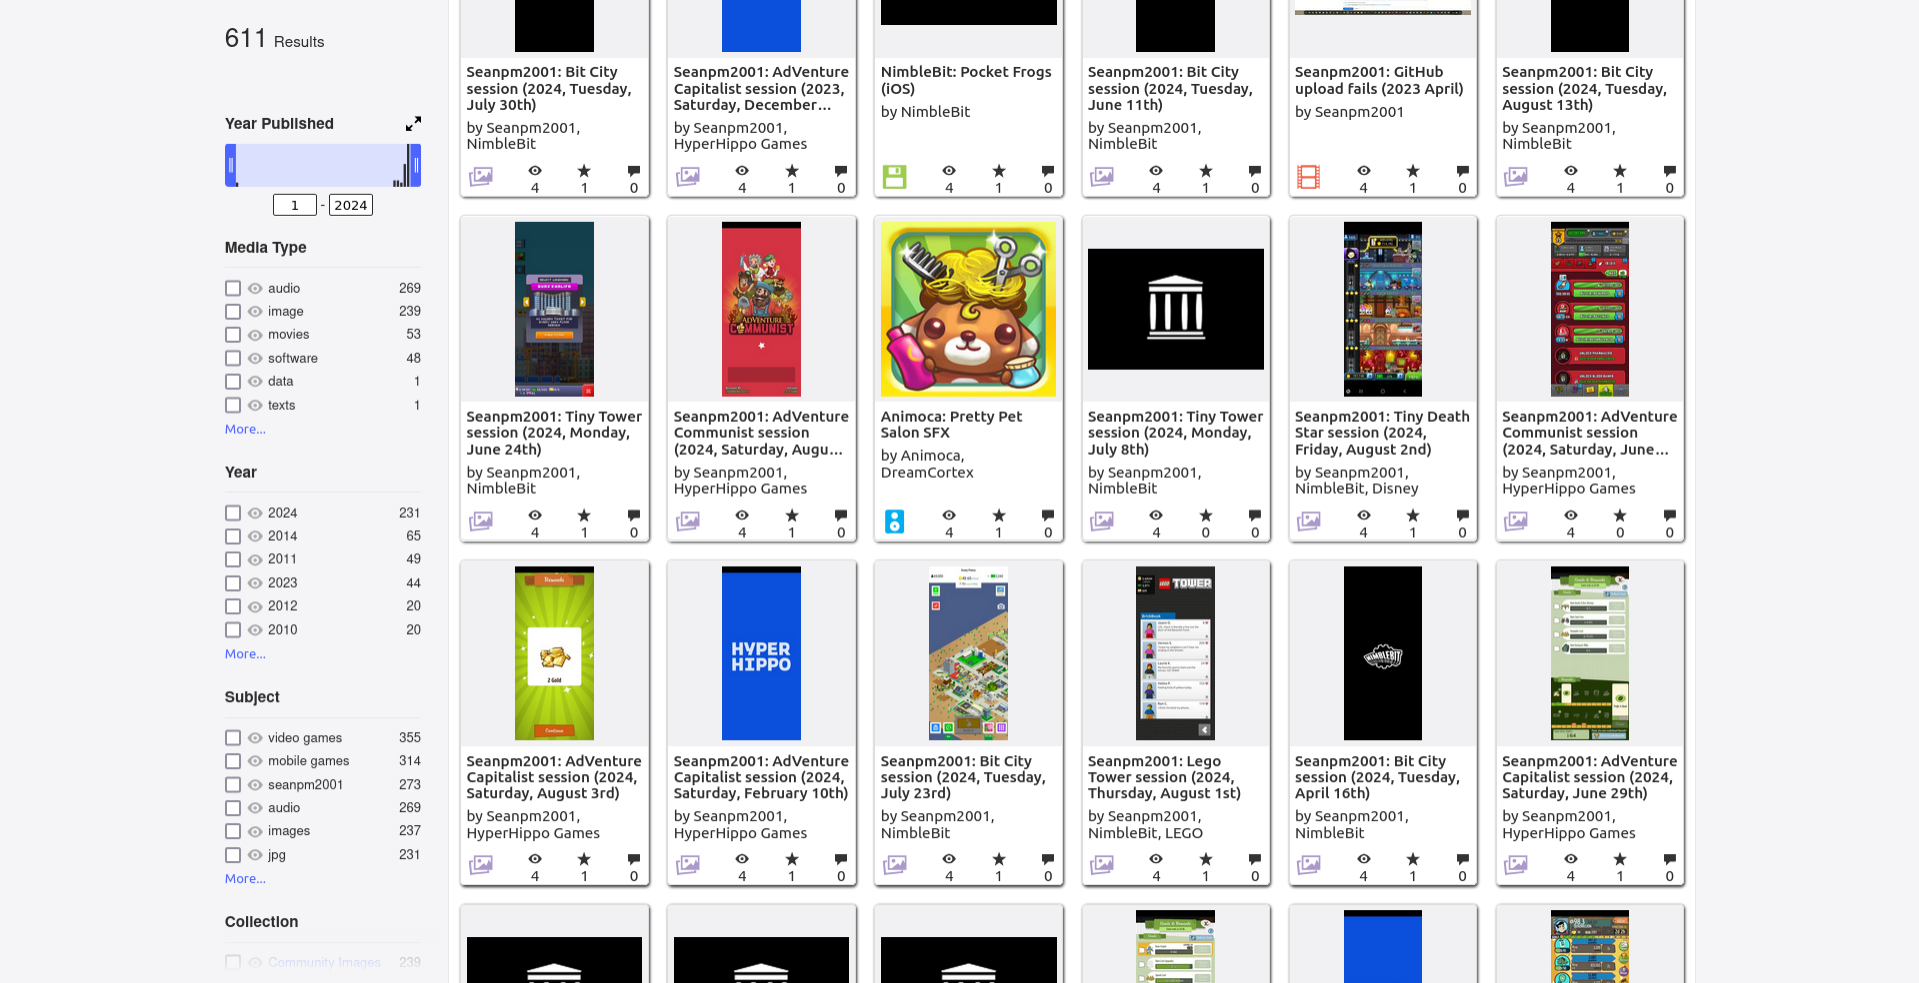 611 Results
Year Published
1 - 2024
Media Type
audio 269
image 239
movies 53
software 48
data 1
texts 1
More...
Year
2024 231
2014 65
2011 49
2023 44
2012 20
2010 20
More...
Subject
video games 355
mobile games 314
seanpm2001 273
audio 269
images 237
jpg 231
More...
Collection
Community Images 239
Seanpm2001: Bit City
session (2024, Tuesday,
July 30th)
by Seanpm2001,
NimbleBit
4 1 0
Seanpm2001: AdVenture
Capitalist session (2023,
Saturday, December...
by Seanpm2001,
HyperHippo Games
4 1 0
NimbleBit: Pocket Frogs
(iOS)
by NimbleBit
4 1 0
Seanpm2001: Bit City
session (2024, Tuesday,
June 11th)
by Seanpm2001,
NimbleBit
4 1 0
Seanpm2001: GitHub
upload fails (2023 April)
by Seanpm2001
4 1 0
Seanpm2001: Bit City
session (2024, Tuesday,
August 13th)
by Seanpm2001,
NimbleBit
4 1 0
Seanpm2001: Tiny Tower
session (2024, Monday,
June 24th)
by Seanpm2001,
NimbleBit
4 1 0
ADVENTURE
COMMUNIST
Seanpm2001: AdVenture
Communist session
(2024, Saturday, Augu...
by Seanpm2001,
HyperHippo Games
4 1 0
Animoca: Pretty Pet
Salon SFX
by Animoca,
DreamCortex
4 1 0
Seanpm2001: Tiny Tower
session (2024, Monday,
July 8th)
by Seanpm2001,
NimbleBit
4 0 0
Seanpm2001: Tiny Death
Star session (2024,
Friday, August 2nd)
by Seanpm2001,
NimbleBit, Disney
4 1 0
Seanpm2001: AdVenture
Communist session
(2024, Saturday, June...
by Seanpm2001,
HyperHippo Games
4 0 0
Rewards
2 Gold
Continue
Seanpm2001: AdVenture
Capitalist session (2024,
Saturday, August 3rd)
by Seanpm2001,
HyperHippo Games
4 1 0
HYPER
HIPPO
Seanpm2001: AdVenture
Capitalist session (2024,
Saturday, February 10th)
by Seanpm2001,
HyperHippo Games
4 1 0
Seanpm2001: Bit City
session (2024, Tuesday,
July 23rd)
by Seanpm2001,
NimbleBit
4 1 0
LEGO TOWER
Seanpm2001: Lego
Tower session (2024,
Thursday, August 1st)
by Seanpm2001,
NimbleBit, LEGO
4 1 0
NIMBLEBIT
Seanpm2001: Bit City
session (2024, Tuesday,
April 16th)
by Seanpm2001,
NimbleBit
4 1 0
Seanpm2001: AdVenture
Capitalist session (2024,
Saturday, June 29th)
by Seanpm2001,
HyperHippo Games
4 1 0